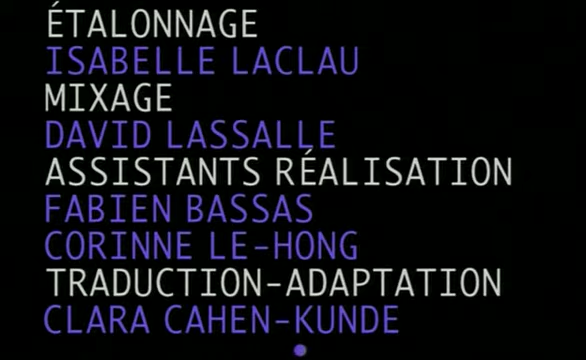 ÉTALONNAGE
ISABELLE LACLAU
MIXAGE
DAVID LASSALLE
ASSISTANTS RÉALISATION
FABIEN BASSAS
CORINNE LE-HONG
TRADUCTION-ADAPTATION
CLARA CAHEN-KUNDE